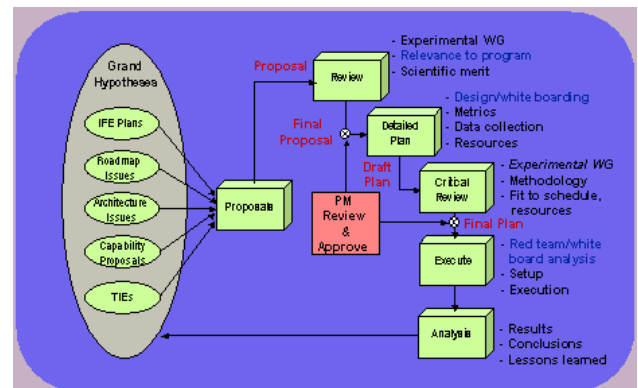 Grand
Hypotheses
IFE Plans
Roadmap
Issues
Architecture
Issues
Capability
Proposals
TIEs
Proposals
Proposal
Review
- Experimental WG
- Relevance to program
- Scientific merit
Final
Proposal
Detailed
Plan
- Design/white boarding
- Metrics
- Data collection
- Resources
Draft
Plan
PM
Review
&
Approve
Critical
Review
- Experimental WG
- Methodology
- Fit to schedule,
resources
Final Plan
Execute
- Red team/white
board analysis
- Setup
- Execution
Analysis
- Results
- Conclusions
- Lessons learned